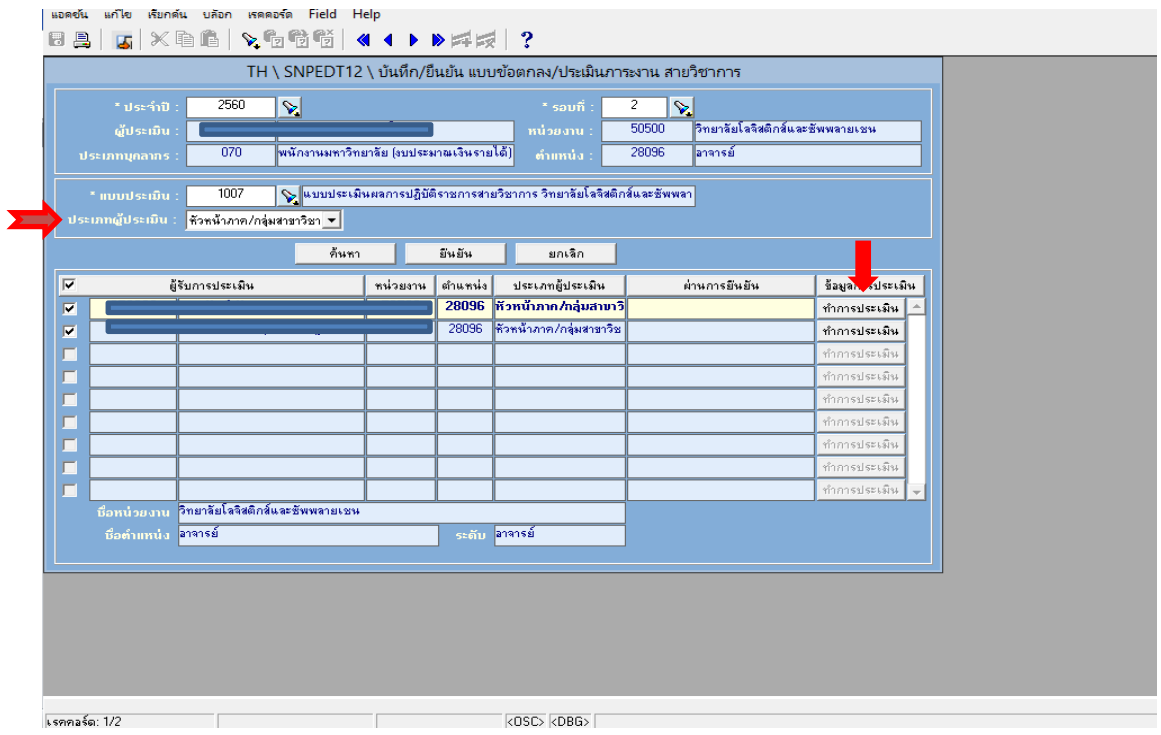 แอคชั่น แก้ไข เรียกค้น บล๊อก เรคคอร์ด Field Help
TH \ SNPEDT12 \ บันทึก/ยืนยัน แบบข้อตกลง/ประเมินภาระงาน สายวิชาการ
* ประจำปี : 2560 * รอบที่ : 2
ผู้ประเมิน : หน่วยงาน : 50500 วิทยาลัยโลจิสติกส์และซัพพลายเชน
ประเภทบุคลากร : 070 พนักงานมหาวิทยาลัย (งบประมาณเงินรายได้) ตำแหน่ง : 28096 อาจารย์
* แบบประเมิน : 1007 แบบประเมินผลการปฏิบัติราชการสายวิชาการ วิทยาลัยโลจิสติกส์และซัพพลา
ประเภทผู้ประเมิน : หัวหน้าภาค/กลุ่มสาขาวิชา
ค้นหา ยืนยัน ยกเลิก
ผู้รับการประเมิน หน่วยงาน ตำแหน่ง ประเภทผู้ประเมิน ผ่านการยืนยัน ข้อมูลการประเมิน
28096 หัวหน้าภาค/กลุ่มสาขาวิ ทำการประเมิน
28096 หัวหน้าภาค/กลุ่มสาขาวิช ทำการประเมิน
ทำการประเมิน
ทำการประเมิน
ทำการประเมิน
ทำการประเมิน
ทำการประเมิน
ทำการประเมิน
ทำการประเมิน
ชื่อหน่วยงาน วิทยาลัยโลจิสติกส์และซัพพลายเชน
ชื่อตำแหน่ง อาจารย์ ระดับ อาจารย์
เรคคอร์ด: 1/2 <OSC> <DBG>